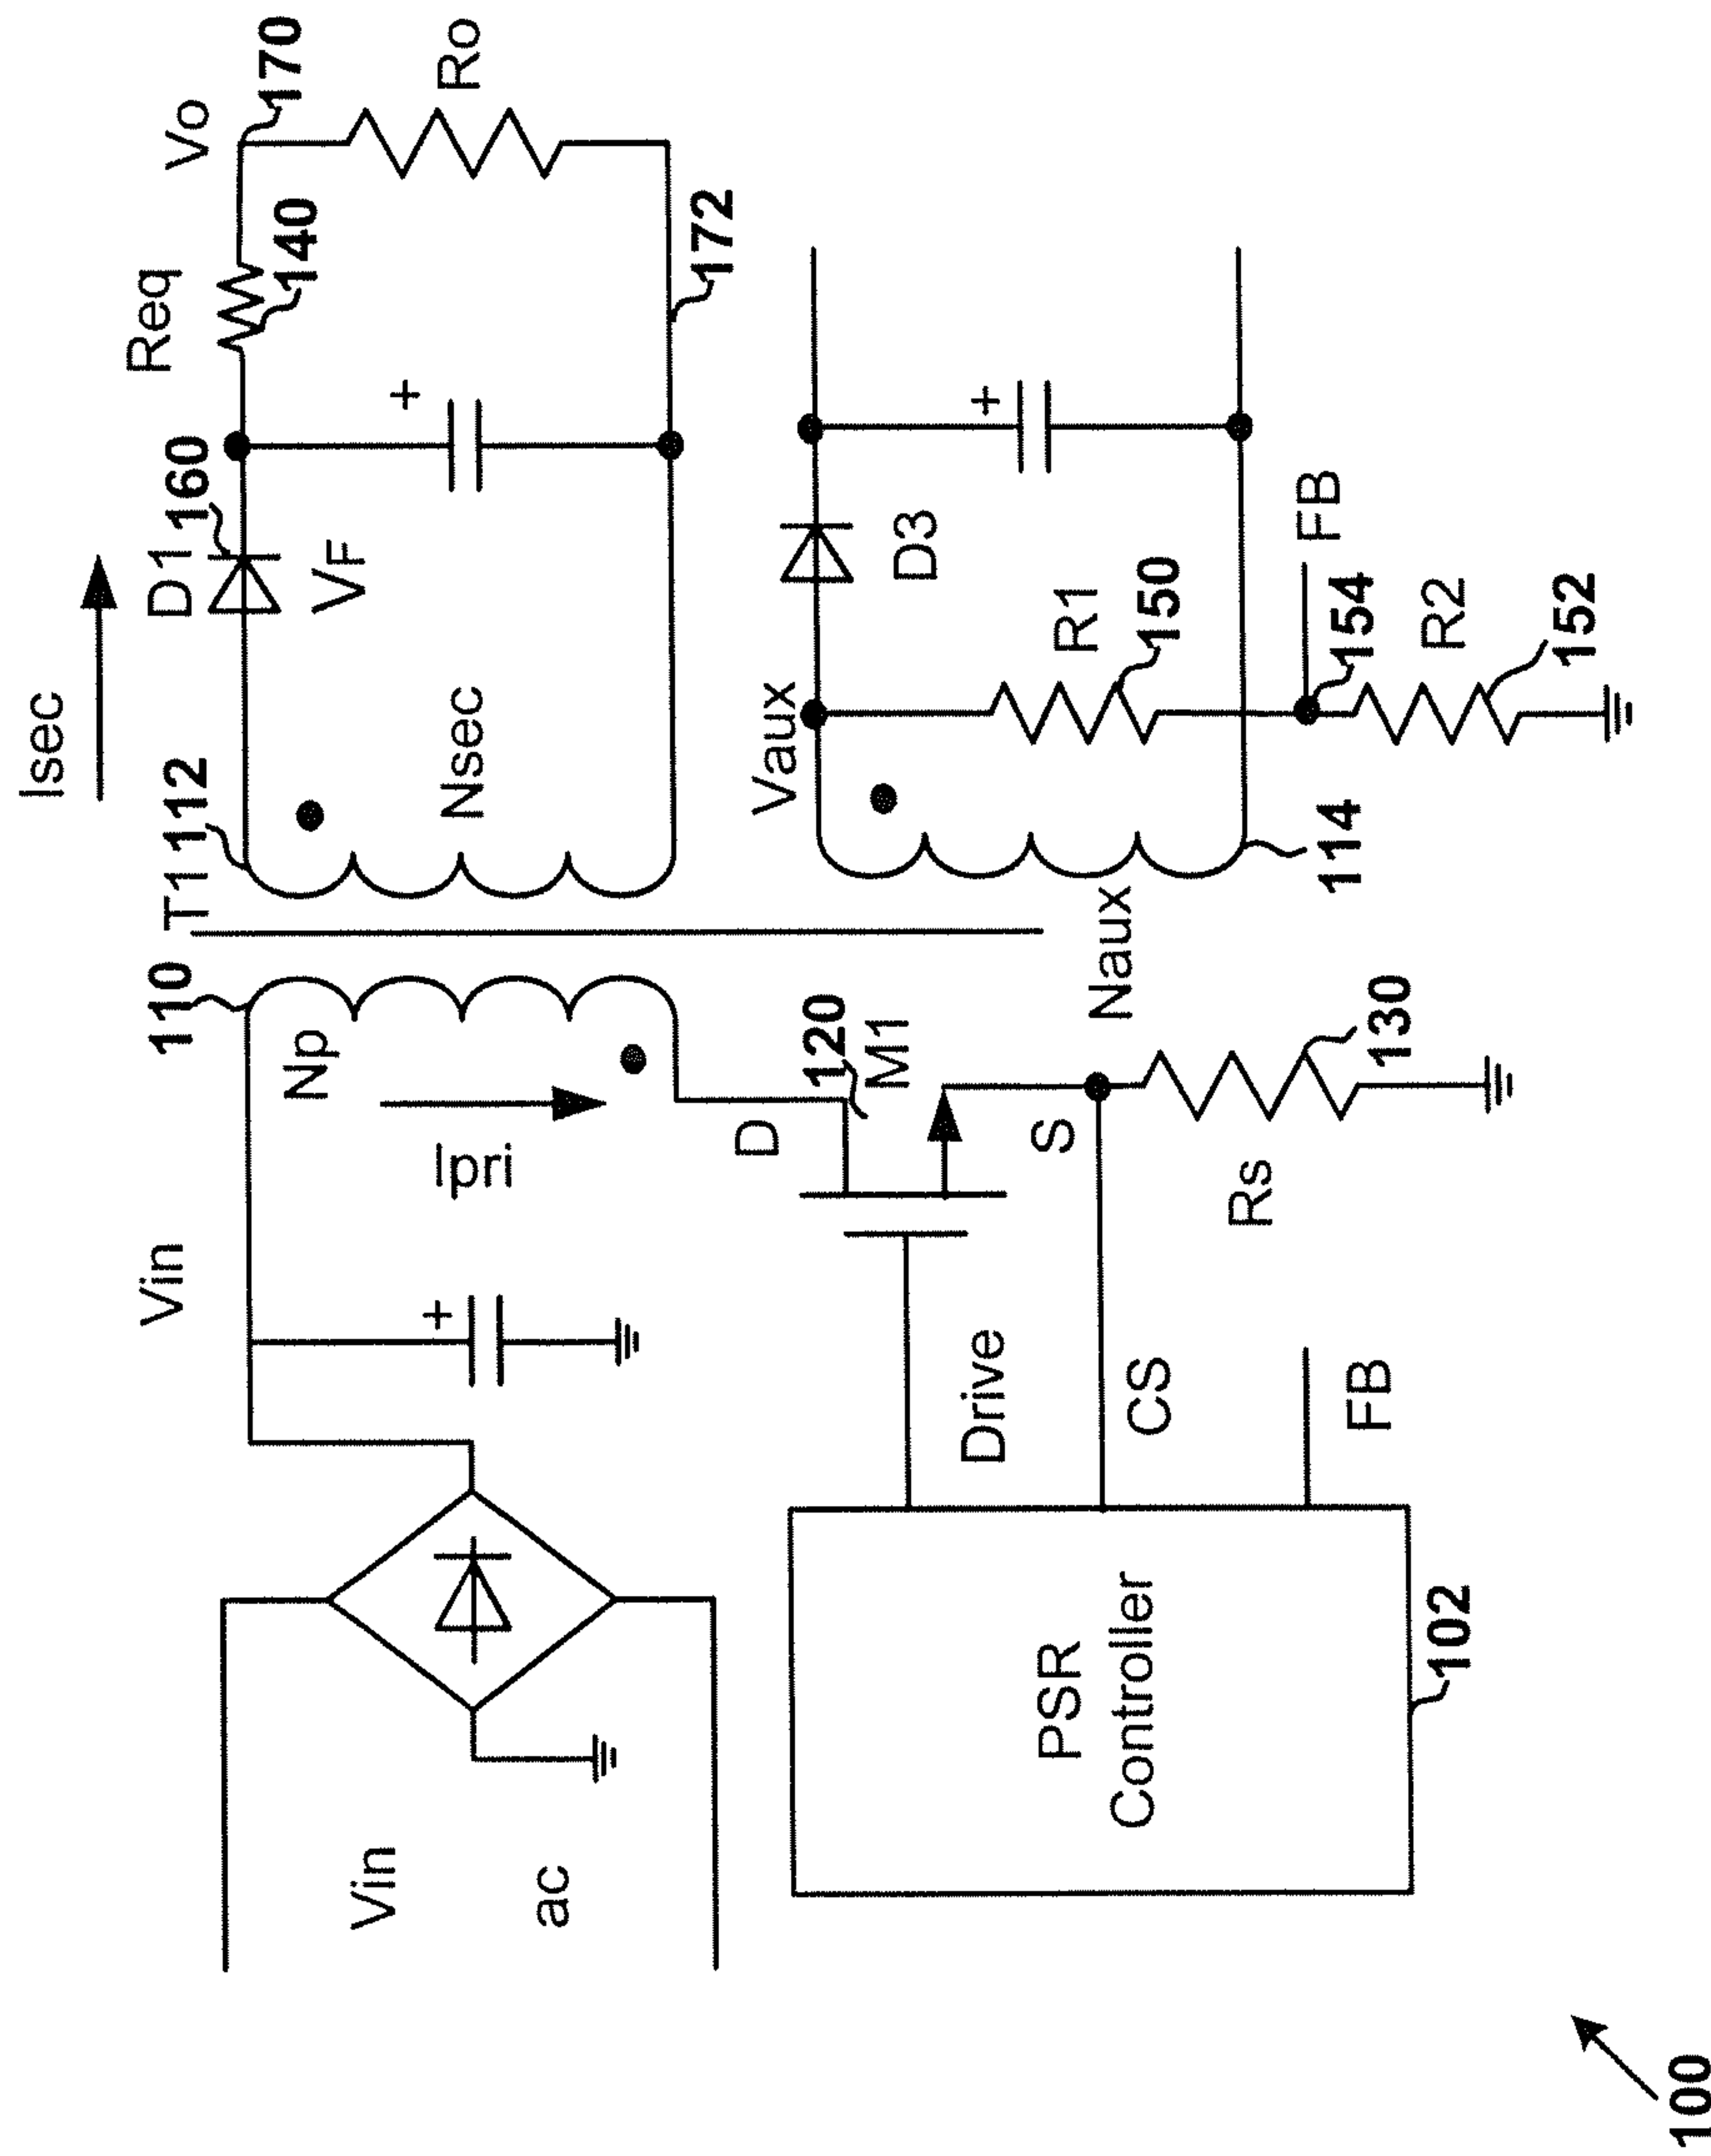 Isec
T1
112
D1
160
Req
140
Vo
170
VF
Nsec
+
Ro
172
110
Np
Ipri
Vin
+
Vin
ac
D
120
M1
S
Rs
130
Drive
CS
FB
PSR
Controller
102
Vaux
Naux
114
R1
150
D3
+
FB
154
R2
152
100